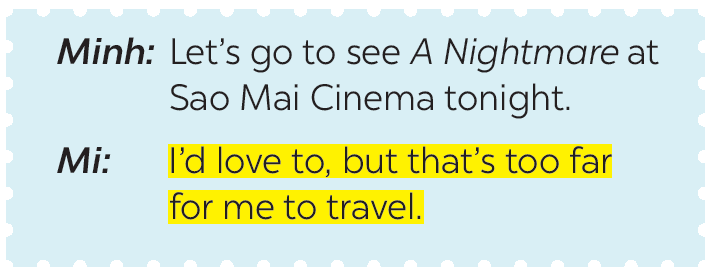 Minh: Let’s go to see A Nightmare at
Sao Mai Cinema tonight.
Mi: I’d love to, but that’s too far
for me to travel.